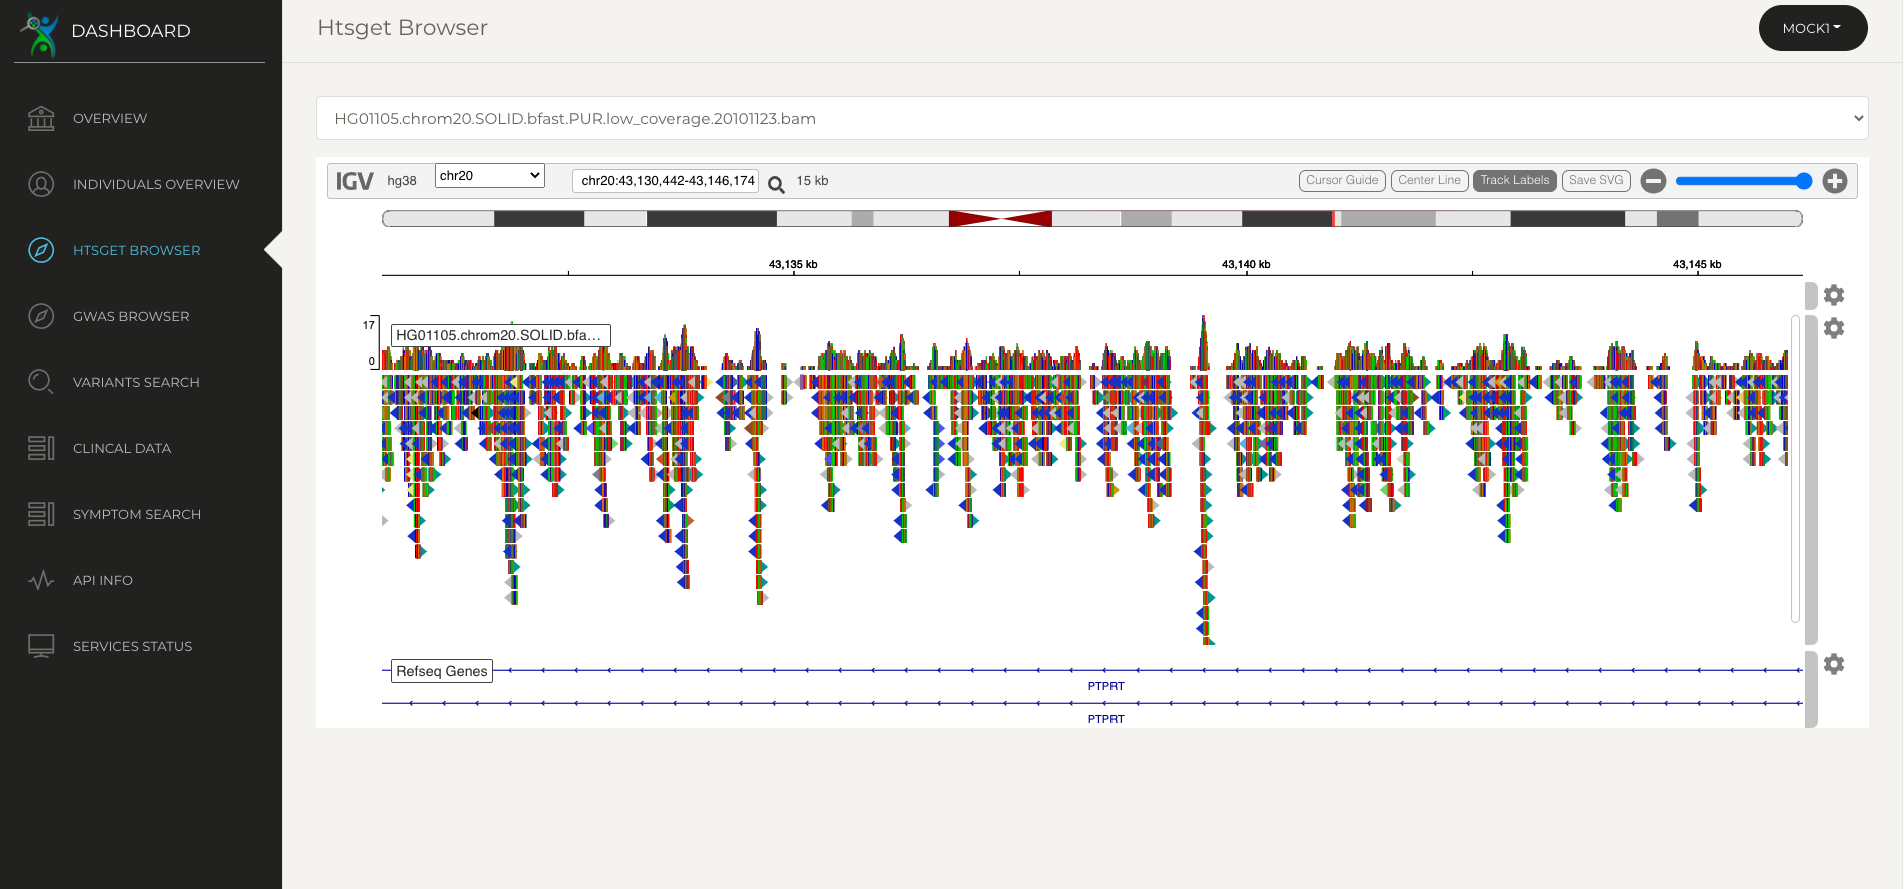 DASHBOARD
Htsget Browser
MOCK1
OVERVIEW
INDIVIDUALS OVERVIEW
HTSGET BROWSER
GWAS BROWSER
VARIANTS SEARCH
CLINCAL DATA
SYMPTOM SEARCH
API INFO
SERVICES STATUS
HG01105.chrom20.SOLID.bfast.PUR.low_coverage.20101123.bam
IGV hg38 chr20 chr20:43,130,442-43,146,174 15 kb Cursor Guide Center Line Track Labels Save SVG
43,135 kb 43,140 kb 43,145 kb
17
HG01105.chrom20.SOLID.bfa...
0
Refseq Genes
PTPRT
PTPRT